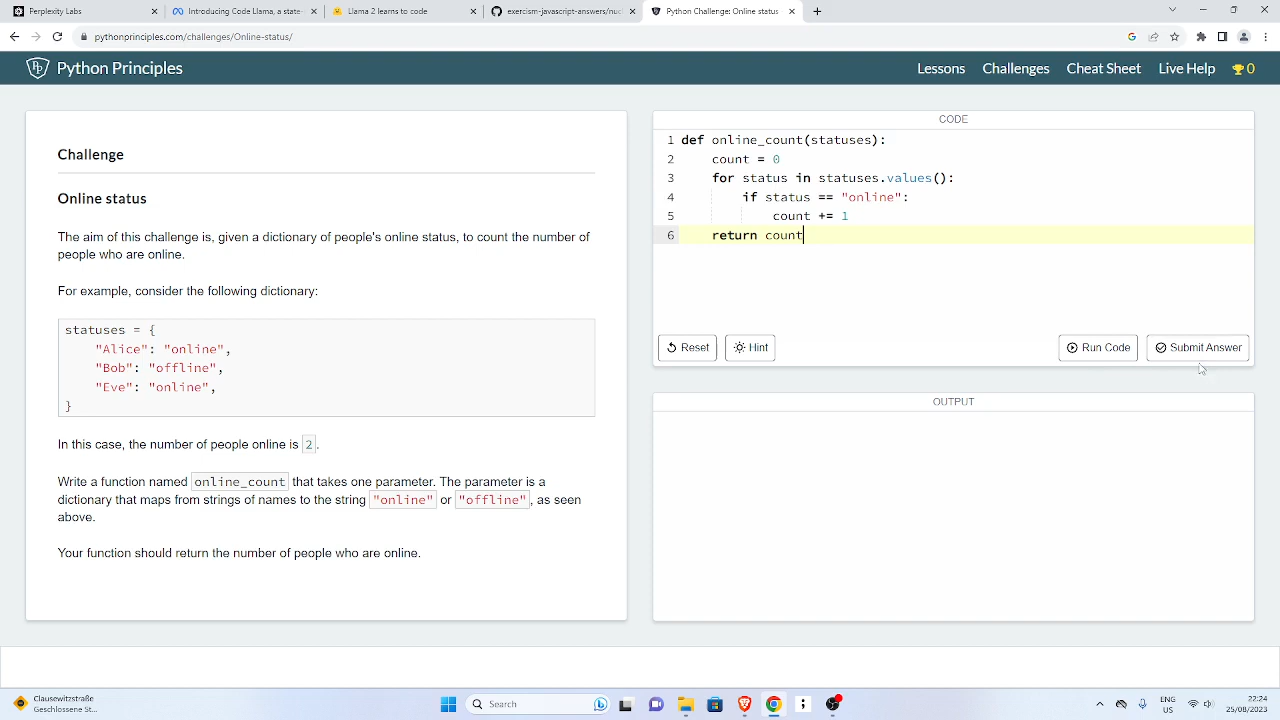 Perplexity Labs
Introducing Code Llama, a state-
Llama 2 learns to code
exercism-javascript-answers/nucl
Python Challenge: Online status
pythonprinciples.com/challenges/Online-status/
Python Principles
Lessons
Challenges
Cheat Sheet
Live Help
0
Challenge
Online status
The aim of this challenge is, given a dictionary of people's online status, to count the number of
people who are online.
For example, consider the following dictionary:
statuses = {
"Alice": "online",
"Bob": "offline",
"Eve": "online",
}
In this case, the number of people online is 2.
Write a function named online_count that takes one parameter. The parameter is a
dictionary that maps from strings of names to the string "online" or "offline", as seen
above.
Your function should return the number of people who are online.
CODE
1 def online_count(statuses):
2 count = 0
3 for status in statuses.values():
4 if status == "online":
5 count += 1
6 return count
Reset
Hint
Run Code
Submit Answer
OUTPUT
Clausewitzstraße
Geschlossene St...
Search
ENG
US
22:24
25/08/2023